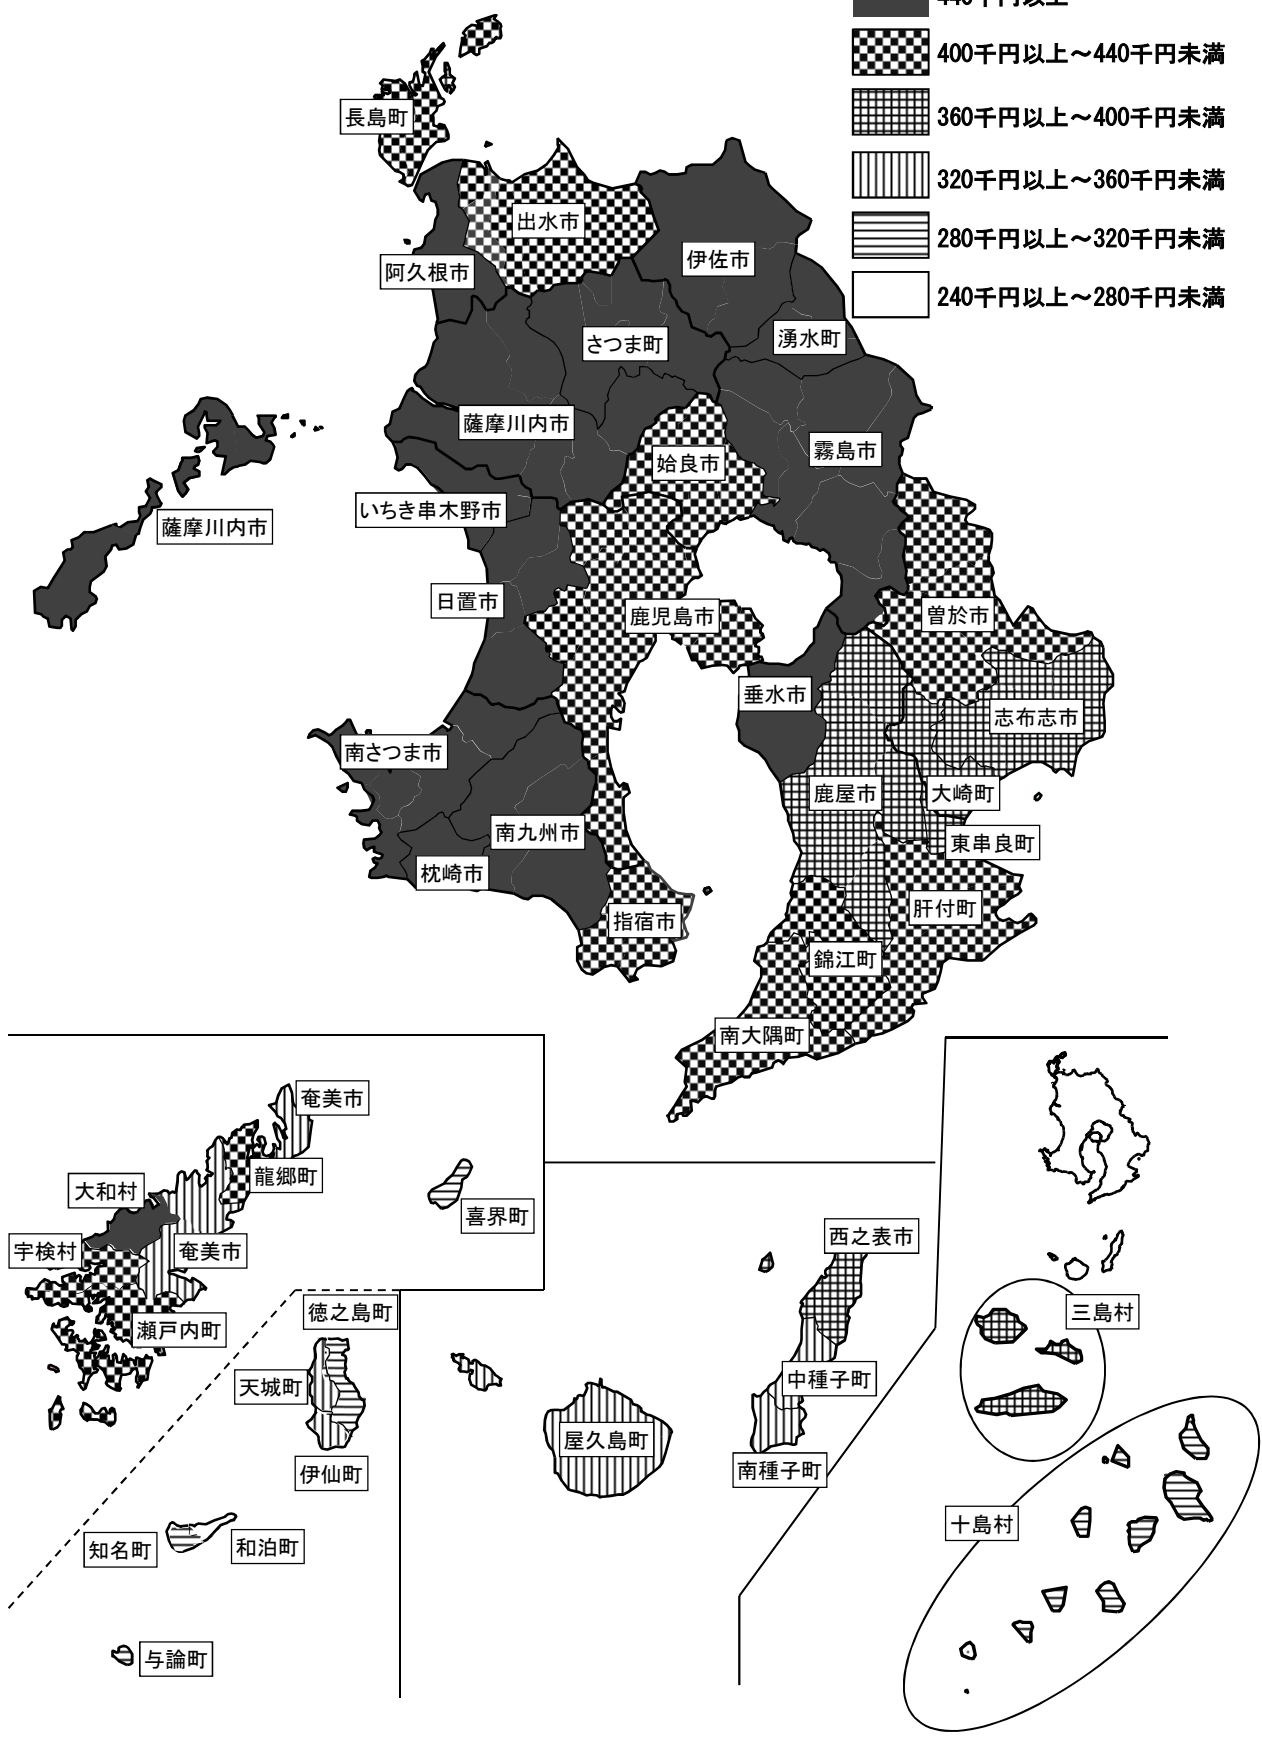 440千円以上
400千円以上～440千円未満
360千円以上～400千円未満
320千円以上～360千円未満
280千円以上～320千円未満
240千円以上～280千円未満
長島町
出水市
阿久根市
伊佐市
さつま町
湧水町
薩摩川内市
姶良市
霧島市
いちき串木野市
薩摩川内市
日置市
鹿児島市
曽於市
垂水市
志布志市
南さつま市
鹿屋市
大崎町
南九州市
東串良町
枕崎市
指宿市
肝付町
錦江町
南大隅町
奄美市
龍郷町
大和村
喜界町
宇検村
奄美市
西之表市
瀬戸内町
徳之島町
三島村
天城町
中種子町
屋久島町
伊仙町
南種子町
十島村
知名町
和泊町
与論町